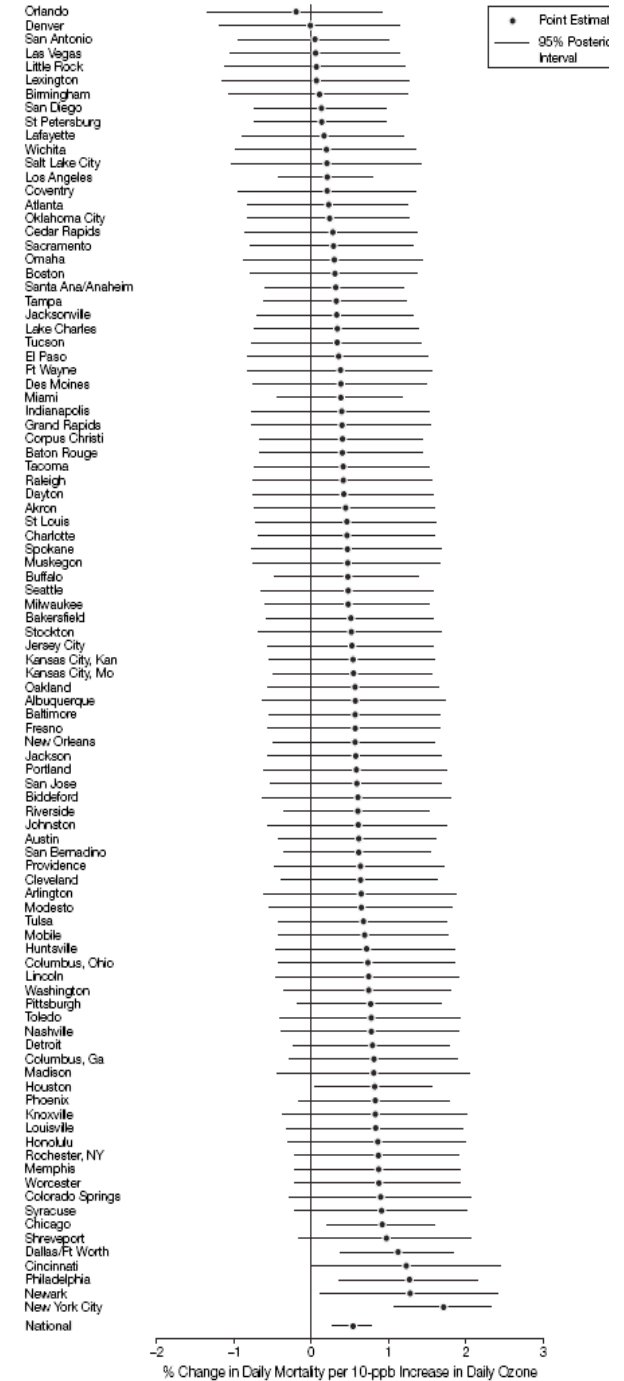 Orlando
Denver
San Antonio
Las Vegas
Little Rock
Lexington
Birmingham
San Diego
St Petersburg
Lafayette
Wichita
Salt Lake City
Los Angeles
Coventry
Atlanta
Oklahoma City
Cedar Rapids
Sacramento
Omaha
Boston
Santa Ana/Anaheim
Tampa
Jacksonville
Lake Charles
Tucson
El Paso
Ft Wayne
Des Moines
Miami
Indianapolis
Grand Rapids
Corpus Christi
Baton Rouge
Tacoma
Raleigh
Dayton
Akron
St Louis
Charlotte
Spokane
Muskegon
Buffalo
Seattle
Milwaukee
Bakersfield
Stockton
Jersey City
Kansas City, Kan
Kansas City, Mo
Oakland
Albuquerque
Baltimore
Fresno
New Orleans
Jackson
Portland
San Jose
Biddeford
Riverside
Johnston
Austin
San Bernadino
Providence
Cleveland
Arlington
Modesto
Tulsa
Mobile
Huntsville
Columbus, Ohio
Lincoln
Washington
Pittsburgh
Toledo
Nashville
Detroit
Columbus, Ga
Madison
Houston
Phoenix
Knoxville
Louisville
Honolulu
Rochester, NY
Memphis
Worcester
Colorado Springs
Syracuse
Chicago
Shreveport
Dallas/Ft Worth
Cincinnati
Philadelphia
Newark
New York City
National
Point Estimat
95% Posterio
Interval
–2 –1 0 1 2 3
% Change in Daily Mortality per 10-ppb Increase in Daily Ozone